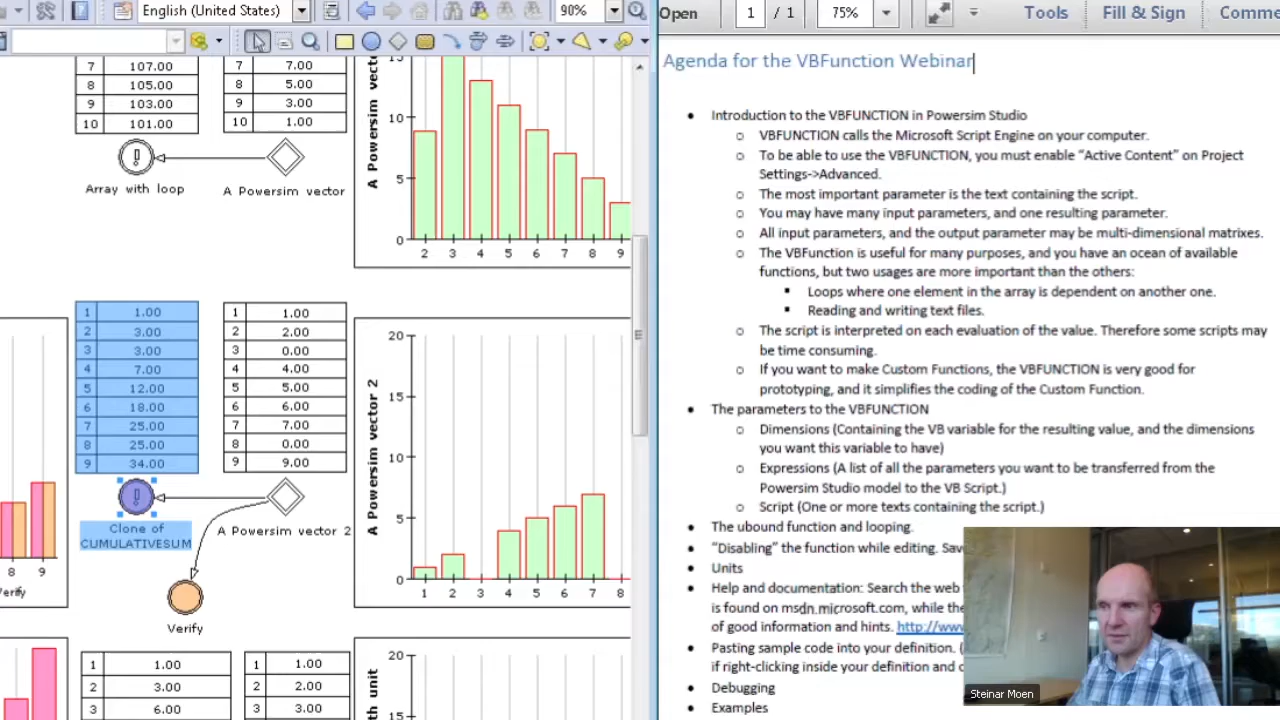 English (United States)
90%
Open
1 / 1
75%
Tools
Fill & Sign
Comme
7 107.00
8 105.00
9 103.00
10 101.00
7 7.00
8 5.00
9 3.00
10 1.00
Array with loop
A Powersim vector
A Powersim vecto
15
10
5
0
2 3 4 5 6 7 8 9
1 1.00
2 3.00
3 3.00
4 7.00
5 12.00
6 18.00
7 25.00
8 25.00
9 34.00
1 1.00
2 2.00
3 0.00
4 4.00
5 5.00
6 6.00
7 7.00
8 0.00
9 9.00
Clone of
CUMULATIVESUM
A Powersim vector 2
Verify
8 9
erify
A Powersim vector 2
20
15
10
5
0
1 2 3 4 5 6 7 8
1 1.00
2 3.00
3 6.00
1 1.00
2 2.00
3 3.00
th unit
20
15
Agenda for the VBFunction Webinar
• Introduction to the VBFUNCTION in Powersim Studio
o VBFUNCTION calls the Microsoft Script Engine on your computer.
o To be able to use the VBFUNCTION, you must enable “Active Content” on Project
Settings->Advanced.
o The most important parameter is the text containing the script.
o You may have many input parameters, and one resulting parameter.
o All input parameters, and the output parameter may be multi-dimensional matrixes.
o The VBFunction is useful for many purposes, and you have an ocean of available
functions, but two usages are more important than the others:
▪ Loops where one element in the array is dependent on another one.
▪ Reading and writing text files.
o The script is interpreted on each evaluation of the value. Therefore some scripts may
be time consuming.
o If you want to make Custom Functions, the VBFUNCTION is very good for
prototyping, and it simplifies the coding of the Custom Function.
• The parameters to the VBFUNCTION
o Dimensions (Containing the VB variable for the resulting value, and the dimensions
you want this variable to have)
o Expressions (A list of all the parameters you want to be transferred from the
Powersim Studio model to the VB Script.)
o Script (One or more texts containing the script.)
• The ubound function and looping.
• “Disabling” the function while editing. Sav
• Units
• Help and documentation: Search the web
is found on msdn.microsoft.com, while the
of good information and hints. http://www
• Pasting sample code into your definition. (
if right-clicking inside your definition and c
• Debugging
• Examples
Steinar Moen